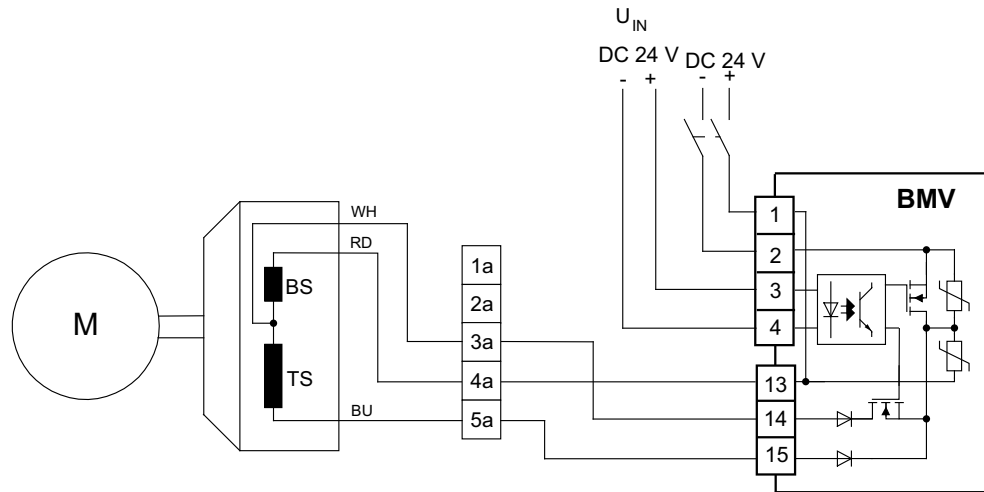 U IN
DC 24 V DC 24 V
- + - +
BMV
1
2
3
4
13
14
15
WH
RD
BS
TS
BU
M
1a
2a
3a
4a
5a